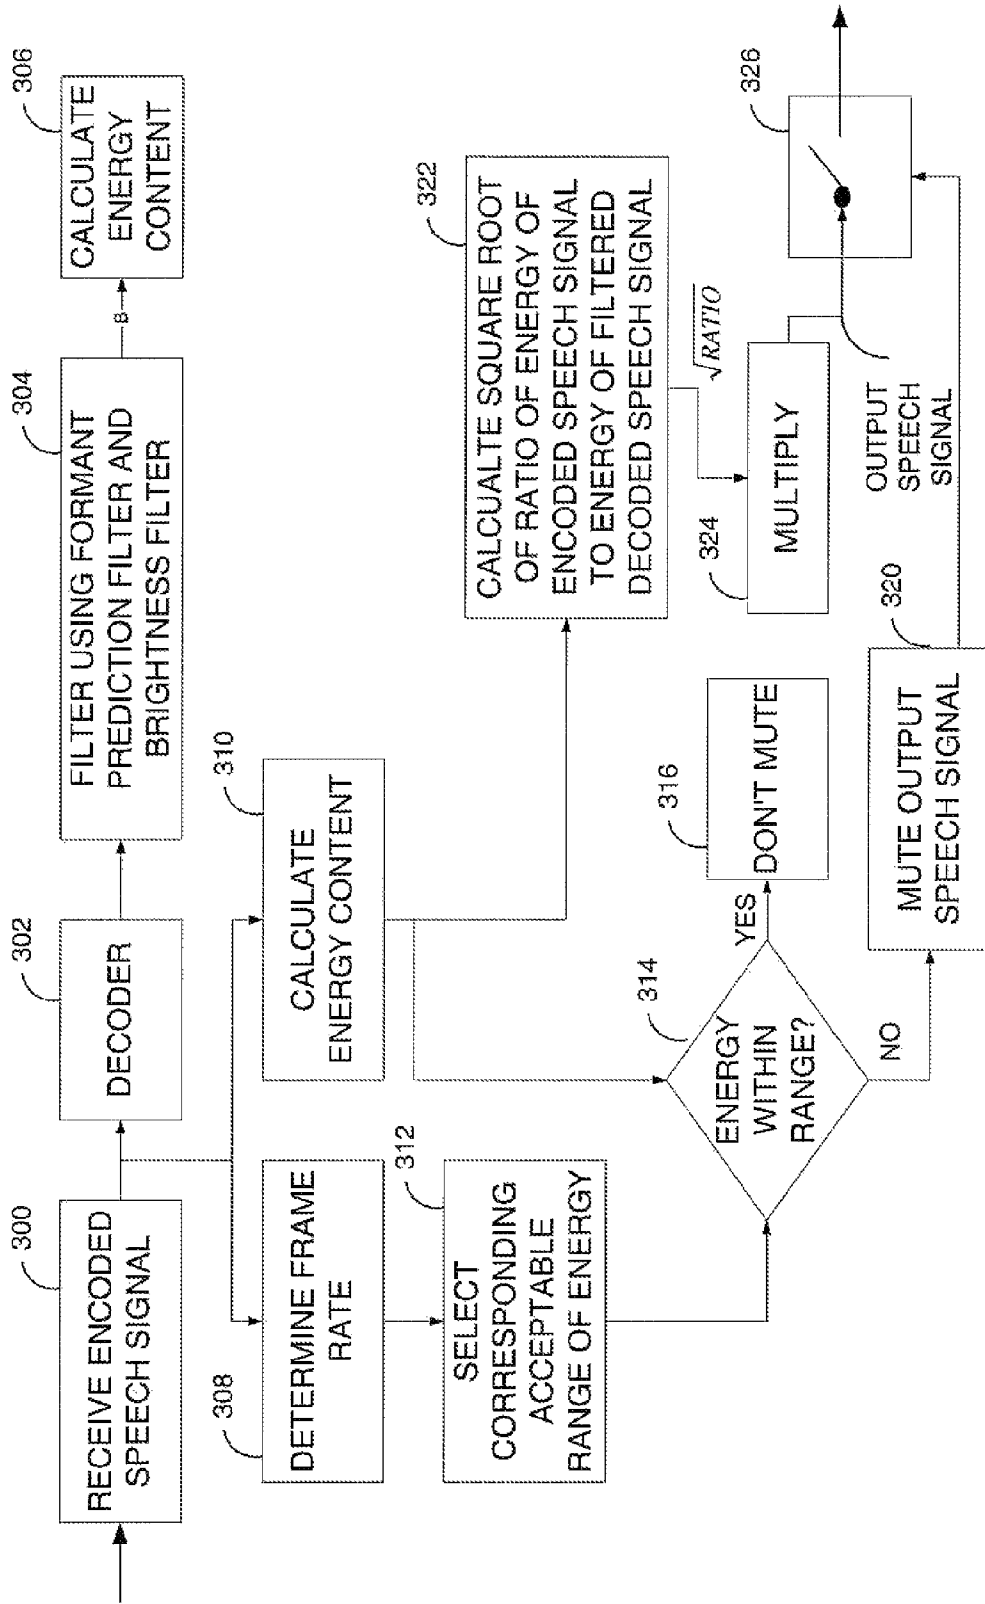 300
RECEIVE ENCODED
SPEECH SIGNAL
302
DECODER
304
FILTER USING FORMANT
PREDICTION FILTER AND
BRIGHTNESS FILTER
B
306
CALCULATE
ENERGY
CONTENT
308
DETERMINE FRAME
RATE
310
CALCULATE
ENERGY CONTENT
312
SELECT
CORRESPONDING
ACCEPTABLE
RANGE OF ENERGY
322
CALCUALTE SQUARE ROOT
OF RATIO OF ENERGY OF
ENCODED SPEECH SIGNAL
TO ENERGY OF FILTERED
DECODED SPEECH SIGNAL
√RATIO
314
ENERGY
WITHIN
RANGE?
YES
NO
316
DON'T MUTE
324
MULTIPLY
326
OUTPUT
SPEECH
SIGNAL
320
MUTE OUTPUT
SPEECH SIGNAL